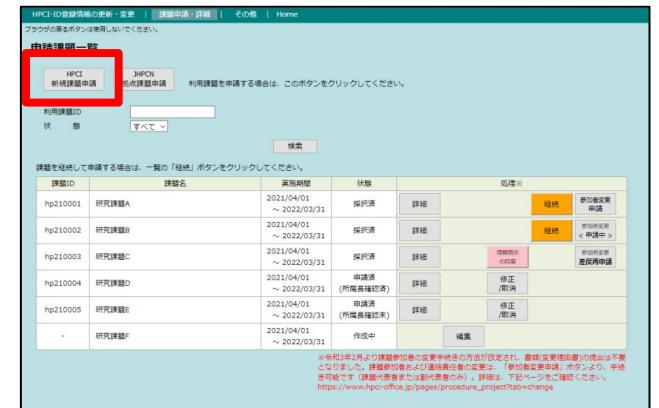 HPCI-ID登録情報の更新・変更 | 課題申請・詳細 | その他 | Home
ブラウザの戻るボタンは使用しないでください。
申請課題一覧
HPCI
新規課題申請
JHPCN
拠点課題申請
利用課題を申請する場合は、このボタンをクリックしてください。
利用課題ID
状 態 すべて
検索
課題を継続して申請する場合は、一覧の「継続」ボタンをクリックしてください。
課題ID 課題名 実施期間 状態 処理※
hp210001 研究課題A 2021/04/01 ～ 2022/03/31 採択済 詳細 継続 参加者変更申請
hp210002 研究課題B 2021/04/01 ～ 2022/03/31 採択済 詳細 継続 参加者変更 < 申請中 >
hp210003 研究課題C 2021/04/01 ～ 2022/03/31 採択済 詳細 情報開示の同意 参加者変更 差戻再申請
hp210004 研究課題D 2021/04/01 ～ 2022/03/31 申請済 (所属長確認済) 詳細 修正 /取消
hp210005 研究課題E 2021/04/01 ～ 2022/03/31 申請済 (所属長確認未) 詳細 修正 /取消
- 研究課題F 2021/04/01 ～ 2022/03/31 作成中 編集
※令和3年2月より課題参加者の変更手続きの方法が改定され、書類(変更理由書)の提出は不要
となりました。課題参加者および連絡責任者の変更は、「参加者変更申請」ボタンより、手続
き可能です（課題代表者または副代表者のみ）。詳細は、下記ページをご確認ください。
https://www.hpci-office.jp/pages/procedure_project?tab=change